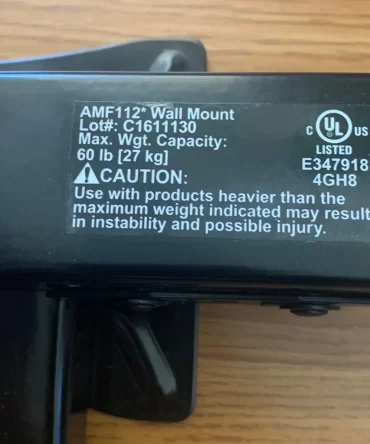 AMF112* Wall Mount
Lot#: C1611130
Max. Wgt. Capacity:
60 lb [27 kg]
CAUTION:
Use with products heavier than the
maximum weight indicated may result
in instability and possible injury.
C UL US
LISTED
E347918
4GH8